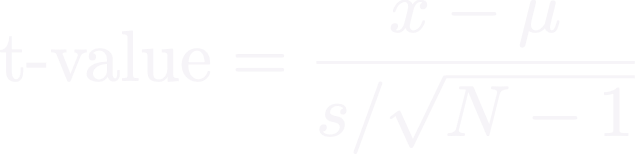 t-value = x − μ / s/√N − 1